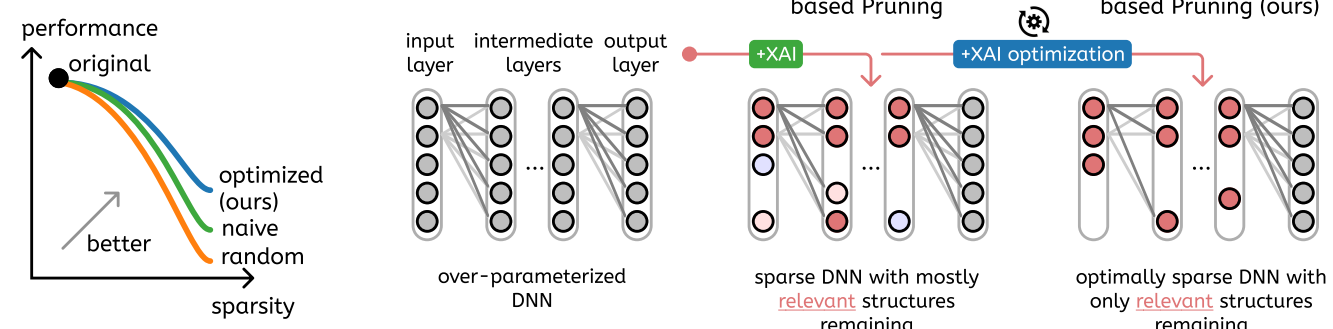 performance
original
optimized
(ours)
naive
random
better
sparsity
input
layer
intermediate
layers
output
layer
...
over-parameterized
DNN
based Pruning
+XAI
...
sparse DNN with mostly
relevant structures
remaining
+XAI optimization
based Pruning (ours)
...
optimally sparse DNN with
only relevant structures
remaining